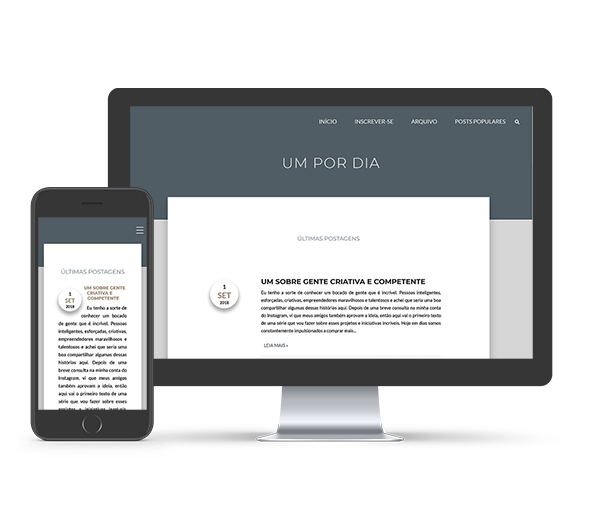 INÍCIO INSCREVER-SE ARQUIVO POSTS POPULARES
UM POR DIA
ÚLTIMAS POSTAGENS
1
SET
2018
UM SOBRE GENTE CRIATIVA E COMPETENTE
Eu tenho a sorte de conhecer um bocado de gente que é incrível. Pessoas inteligentes,
esforçadas, criativas, empreendedores maravilhosos e talentosos e achei que seria uma
boa compartilhar algumas dessas histórias aqui. Depois de uma breve consulta na minha conta
do Instagram, vi que meus amigos também aprovam a ideia, então aqui vai o primeiro texto
de uma série que vou fazer sobre esses projetos e iniciativas incríveis. Hoje em dia somos
constantemente impulsionados a comprar mais...
LEIA MAIS »
ÚLTIMAS POSTAGENS
1
SET
2018
UM SOBRE GENTE
CRIATIVA E
COMPETENTE
Eu tenho a sorte de
conhecer um bocado
de gente que é incrível. Pessoas
inteligentes, esforçadas, criativas,
empreendedores maravilhosos e
talentosos e achei que seria uma
boa compartilhar algumas dessas
histórias aqui. Depois de uma
breve consulta na minha conta do
Instagram, vi que meus amigos
também aprovam a ideia, então
aqui vai o primeiro texto de uma
série que vou fazer sobre esses
projetos e iniciativas incríveis